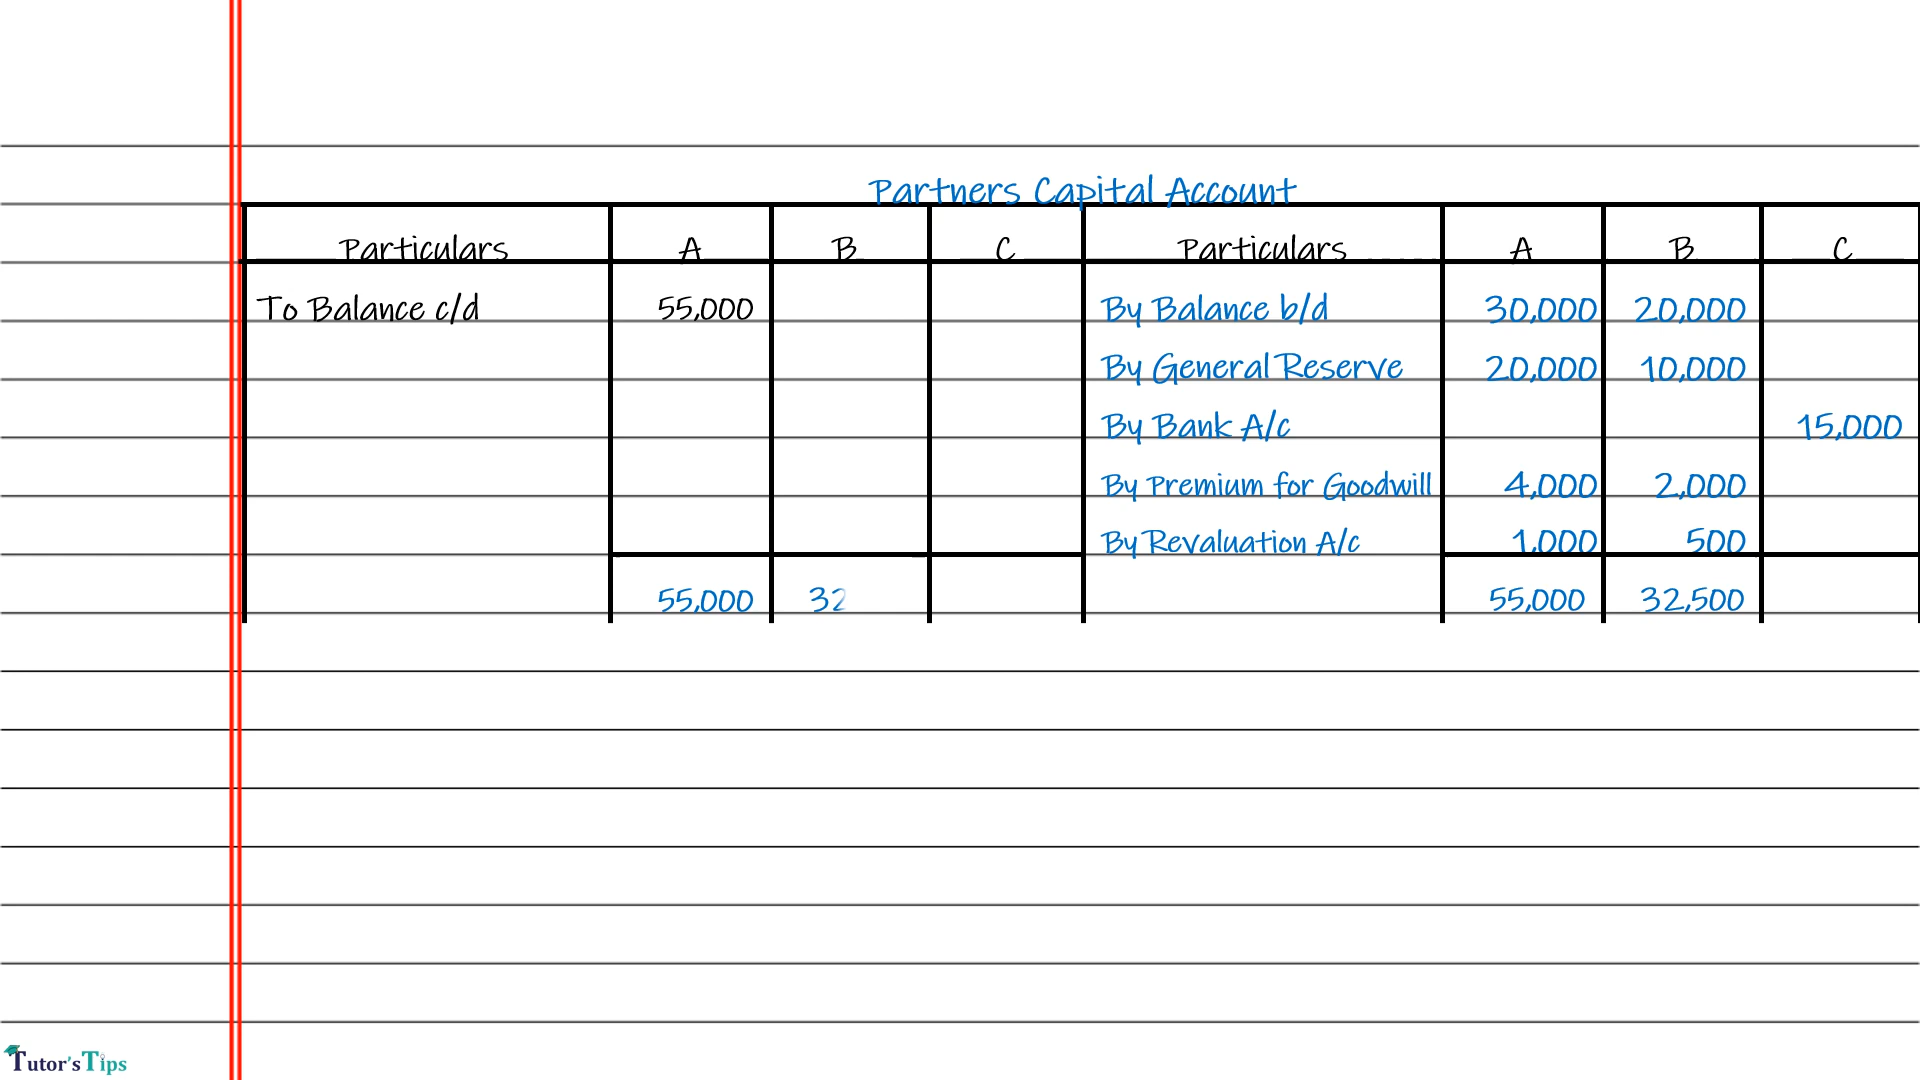 Partners Capital Account
Particulars A B C Particulars A B C
To Balance c/d 55,000 By Balance b/d 30,000 20,000
By General Reserve 20,000 10,000
By Bank A/c 15,000
By Premium for Goodwill 4,000 2,000
By Revaluation A/c 1,000 500
55,000 32 55,000 32,500
Tutor'sTips